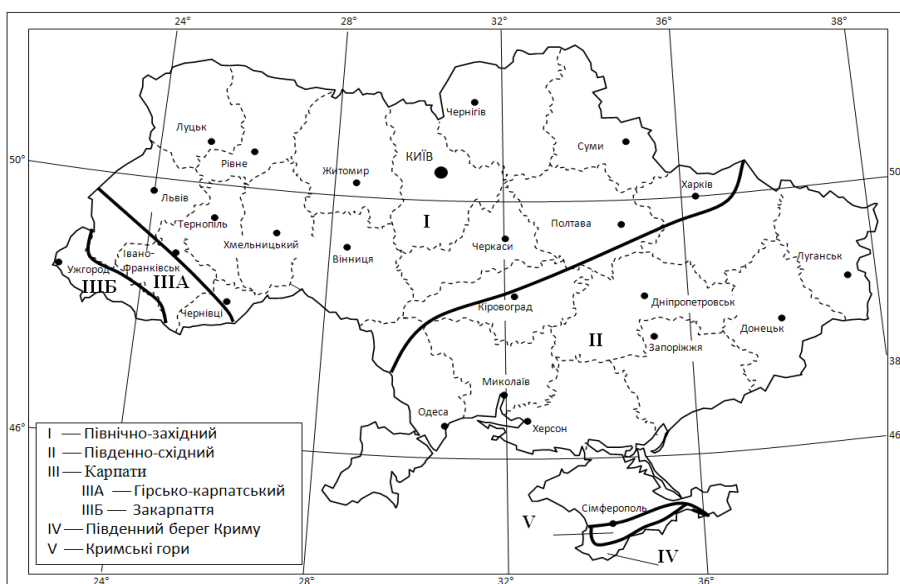 24°
28°
32°
36°
38°
Чернігів
Луцьк
Рівне
Суми
50°
Житомир
КИЇВ
Харків
50
Львів
Тернопіль
I
Полтава
Хмельницький
Вінниця
Черкаси
Луганськ
Ужгород
Івано-
Франківськ
IIIА
IIIБ
Чернівці
Кіровоград
Дніпропетровськ
Донецьк
II
Запоріжжя
38
Миколаїв
Одеса
Херсон
46°
46
I — Північно-західний
II — Південно-східний
III — Карпати
IIIА — Гірсько-карпатський
IIIБ — Закарпаття
IV — Південний берег Криму
V — Кримські гори
Сімферополь
V
IV
24°
28°
32°
36°